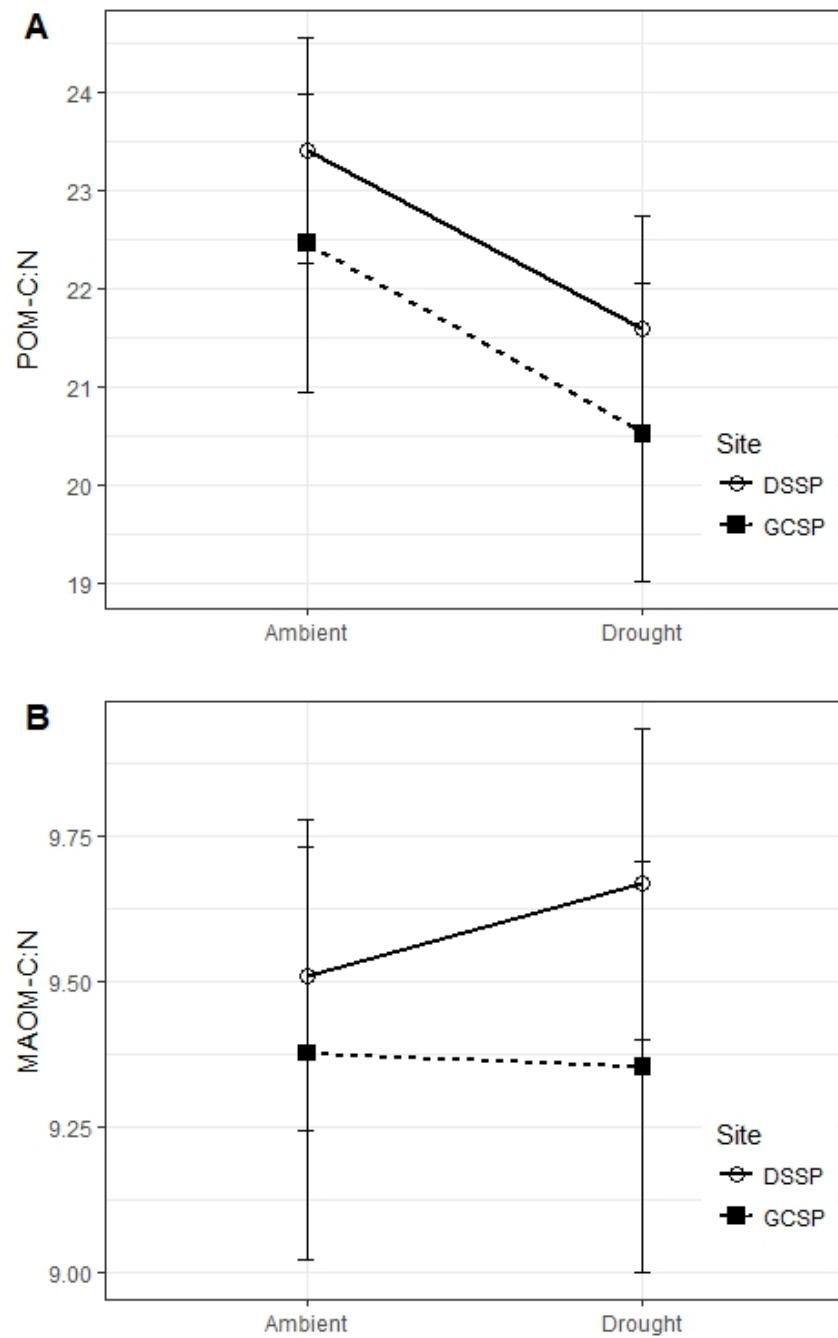 A
24
23
22
21
20
19
POM-C:N
Ambient
Drought
Site
DSSP
GCSP
B
9.75
9.50
9.25
9.00
MAOM-C:N
Ambient
Drought
Site
DSSP
GCSP